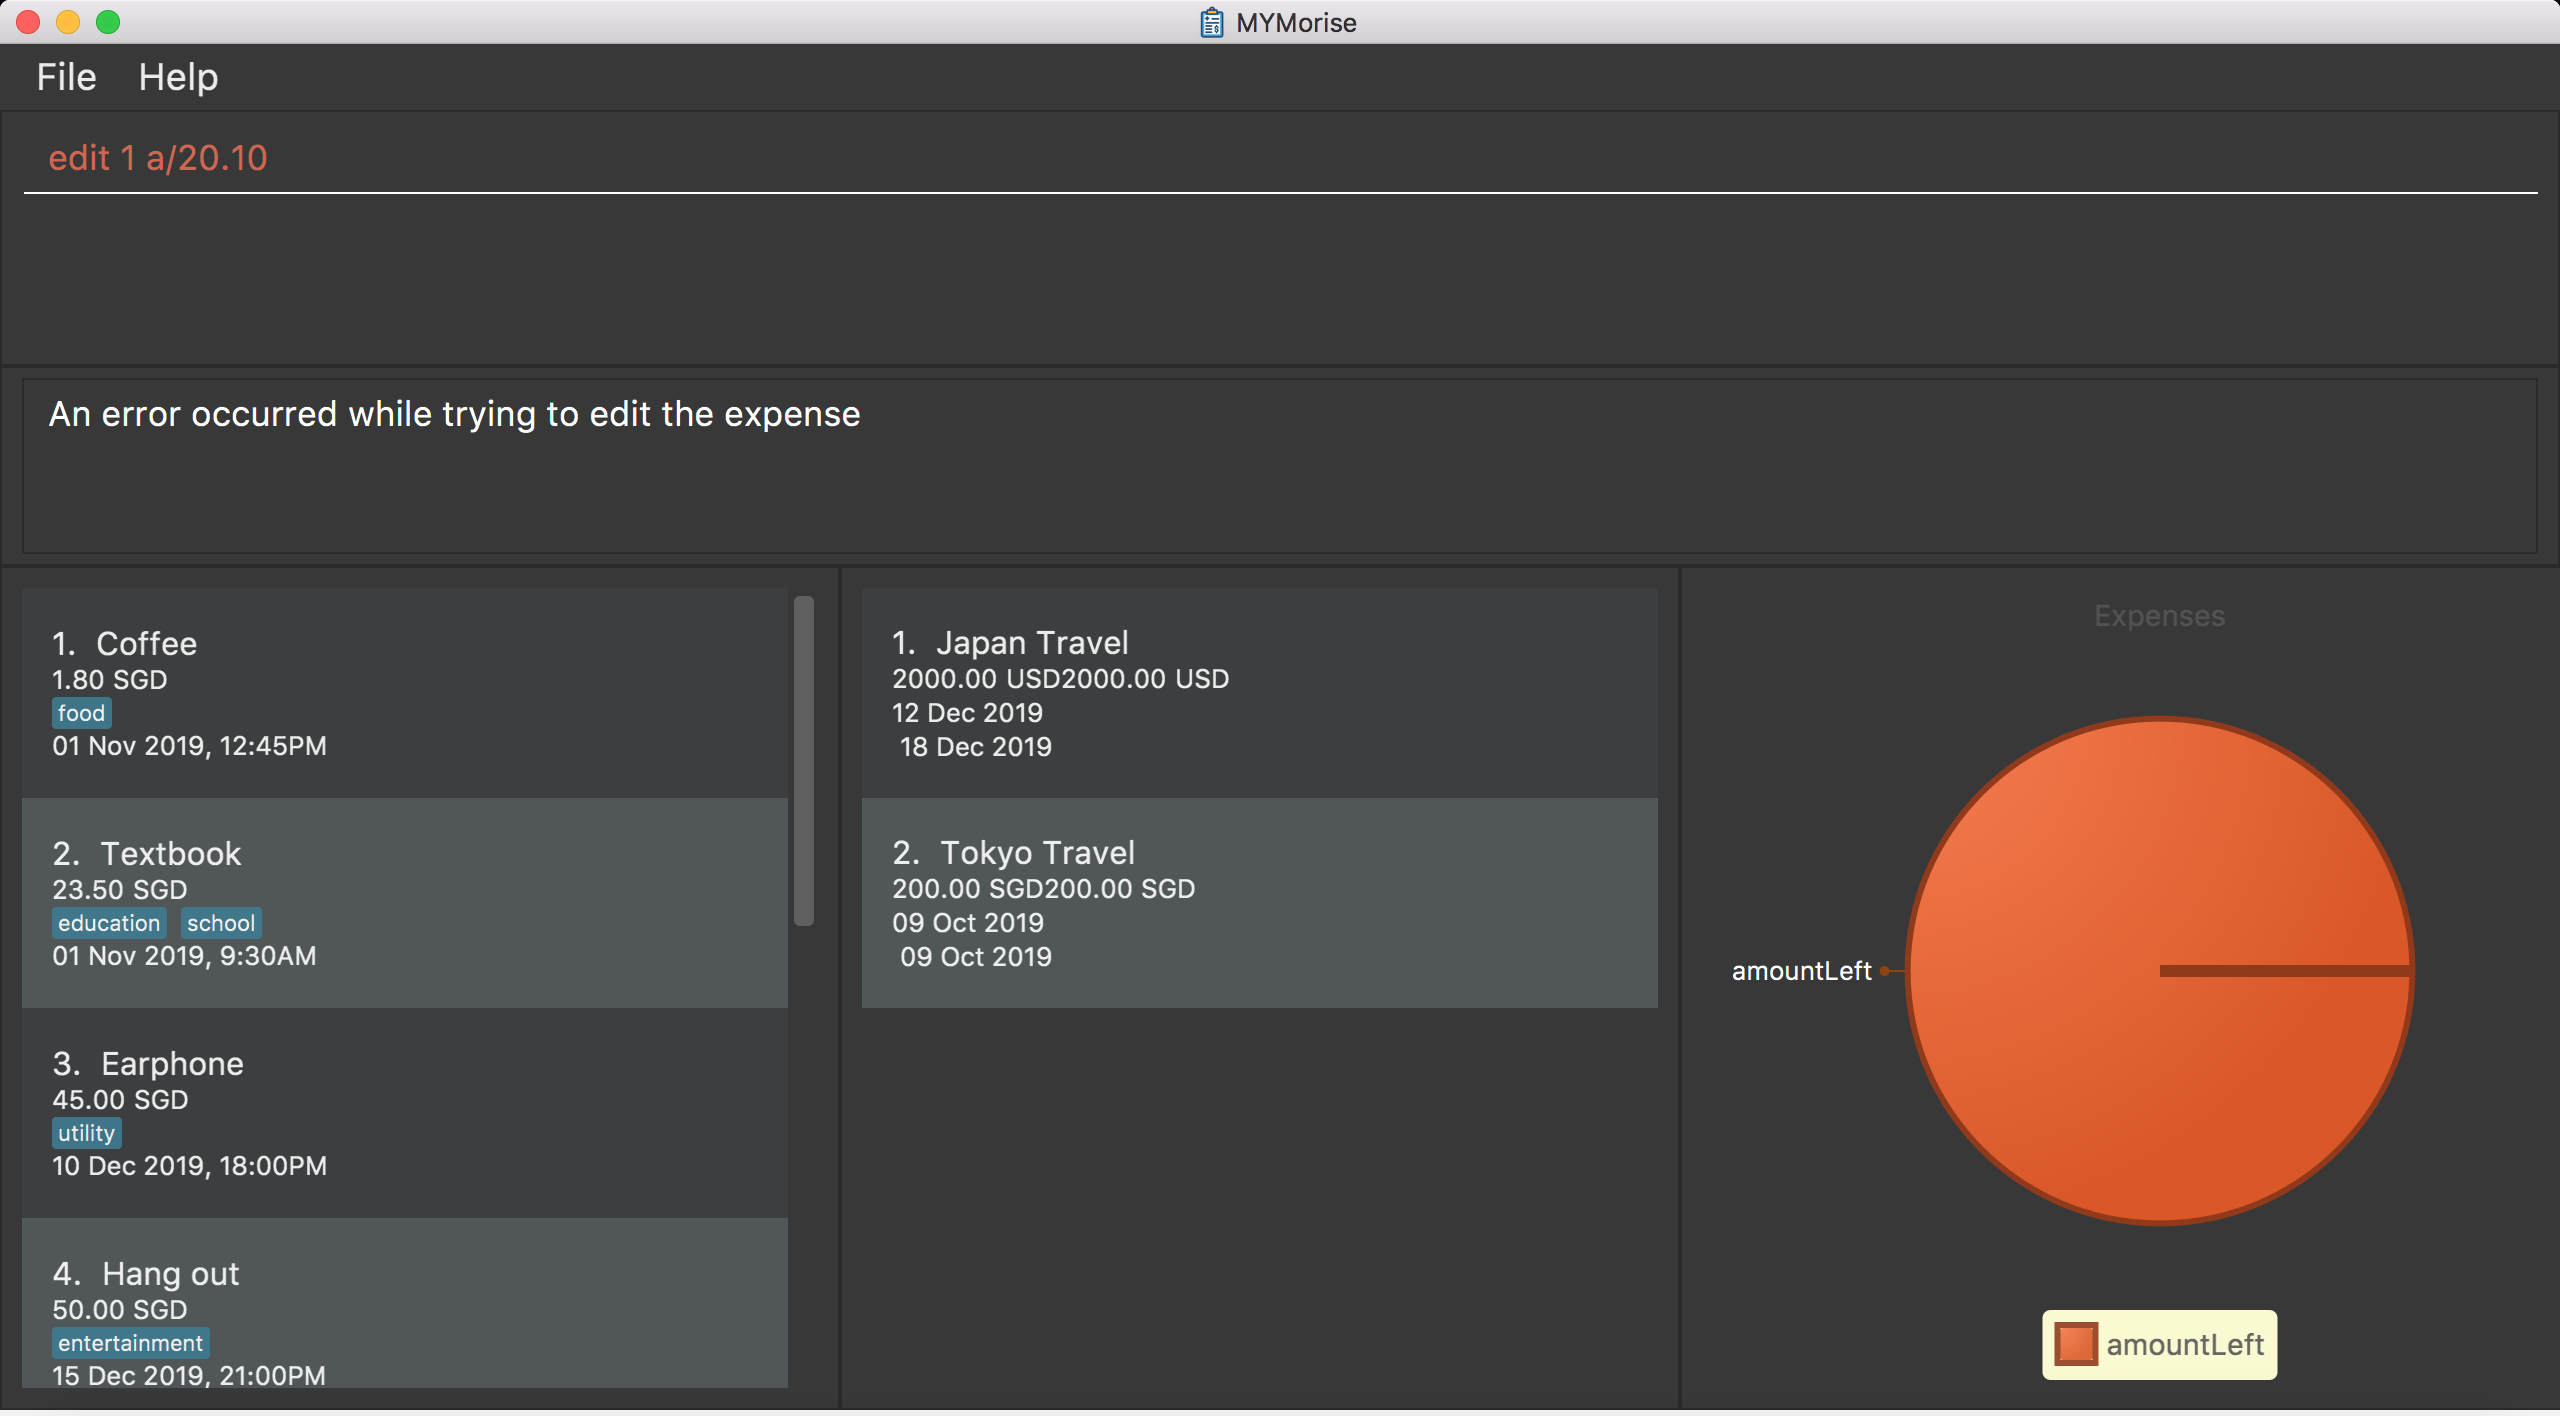 MYMorise
File Help
edit 1 a/20.10
An error occurred while trying to edit the expense
1. Coffee
1.80 SGD
food
01 Nov 2019, 12:45PM
2. Textbook
23.50 SGD
education school
01 Nov 2019, 9:30AM
3. Earphone
45.00 SGD
utility
10 Dec 2019, 18:00PM
4. Hang out
50.00 SGD
entertainment
15 Dec 2019, 21:00PM
1. Japan Travel
2000.00 USD2000.00 USD
12 Dec 2019
18 Dec 2019
2. Tokyo Travel
200.00 SGD200.00 SGD
09 Oct 2019
09 Oct 2019
Expenses
amountLeft
amountLeft